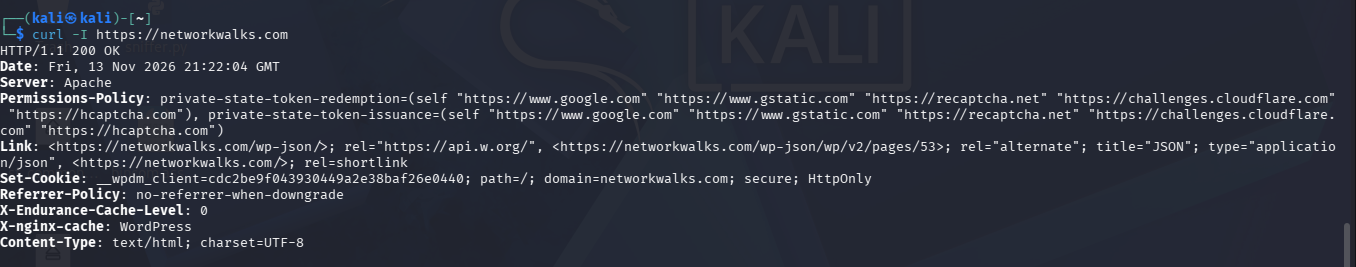 ┌──(kali㉿kali)-[~]
└─$ curl -I https://networkwalks.com
HTTP/1.1 200 OK
Date: Fri, 13 Nov 2026 21:22:04 GMT
Server: Apache
Permissions-Policy: private-state-token-redemption=(self "https://www.google.com" "https://www.gstatic.com" "https://recaptcha.net" "https://challenges.cloudflare.com"
 "https://hcaptcha.com"), private-state-token-issuance=(self "https://www.google.com" "https://www.gstatic.com" "https://recaptcha.net" "https://challenges.cloudflare.
com" "https://hcaptcha.com")
Link: <https://networkwalks.com/wp-json/>; rel="https://api.w.org/", <https://networkwalks.com/wp-json/wp/v2/pages/53>; rel="alternate"; title="JSON"; type="applicatio
n/json", <https://networkwalks.com/>; rel=shortlink
Set-Cookie: __wpdm_client=cdc2be9f043930449a2e38baf26e0440; path=/; domain=networkwalks.com; secure; HttpOnly
Referrer-Policy: no-referrer-when-downgrade
X-Endurance-Cache-Level: 0
X-nginx-cache: WordPress
Content-Type: text/html; charset=UTF-8
KALI